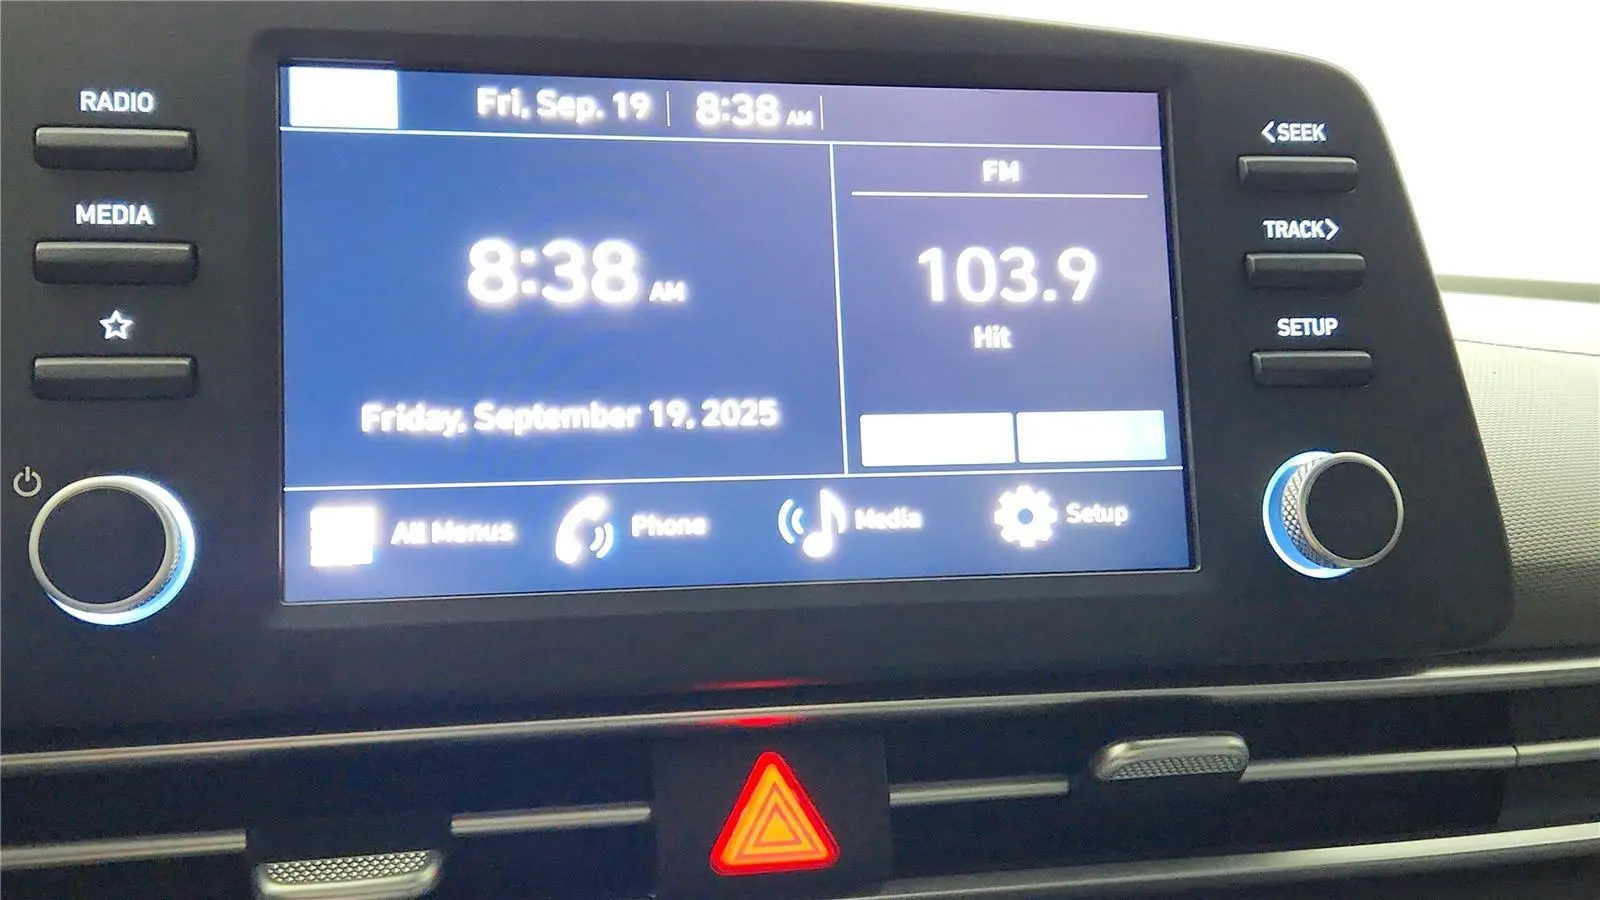 RADIO
MEDIA
Fri, Sep. 19
8:38 AM
8:38 AM
Friday, September 19, 2025
FM
103.9
Hit
All Menus
Phone
Media
Setup
<SEEK
TRACK>
SETUP